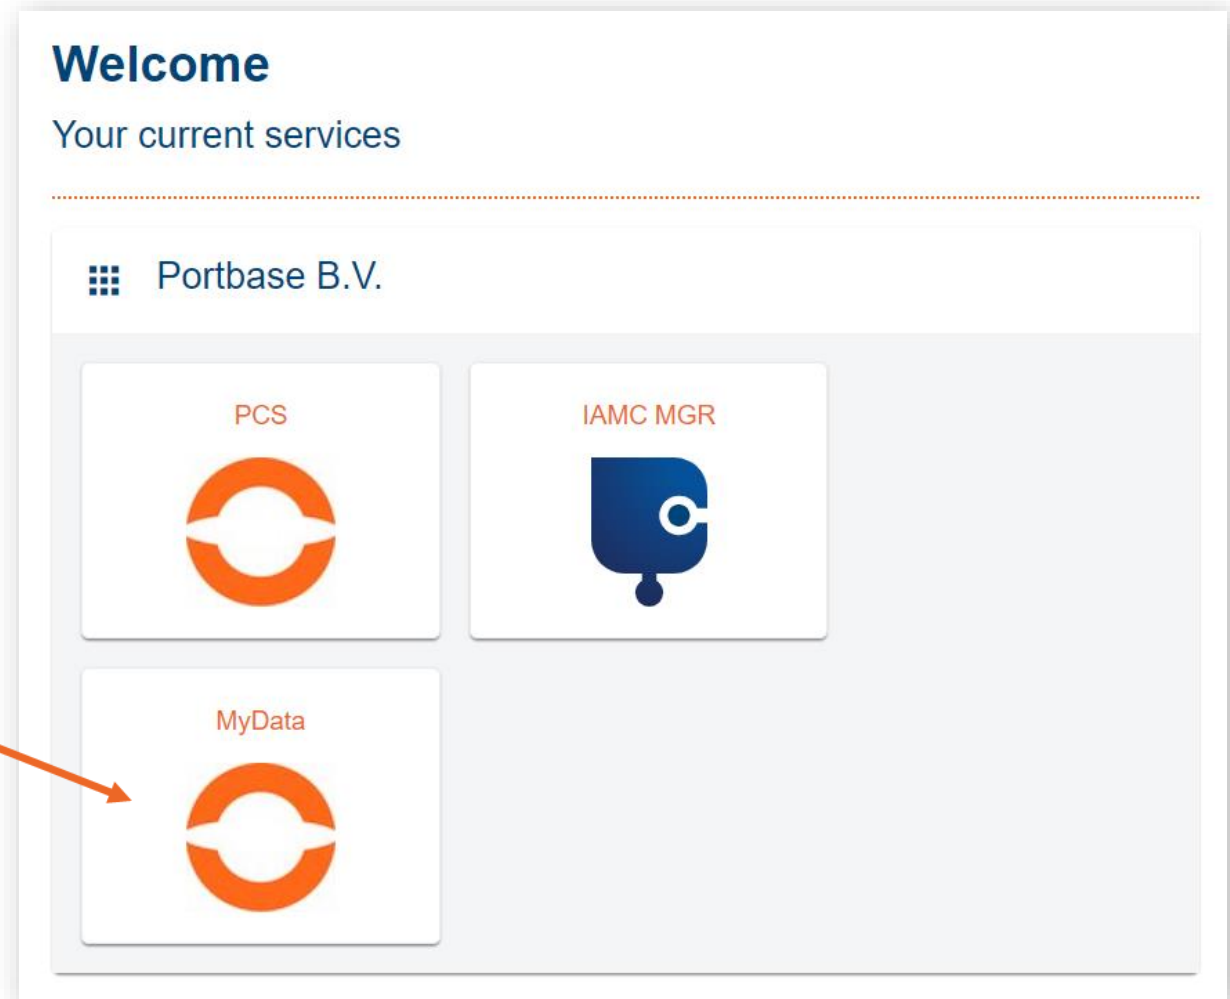 Welcome
Your current services
Portbase B.V.
PCS
IAMC MGR
MyData